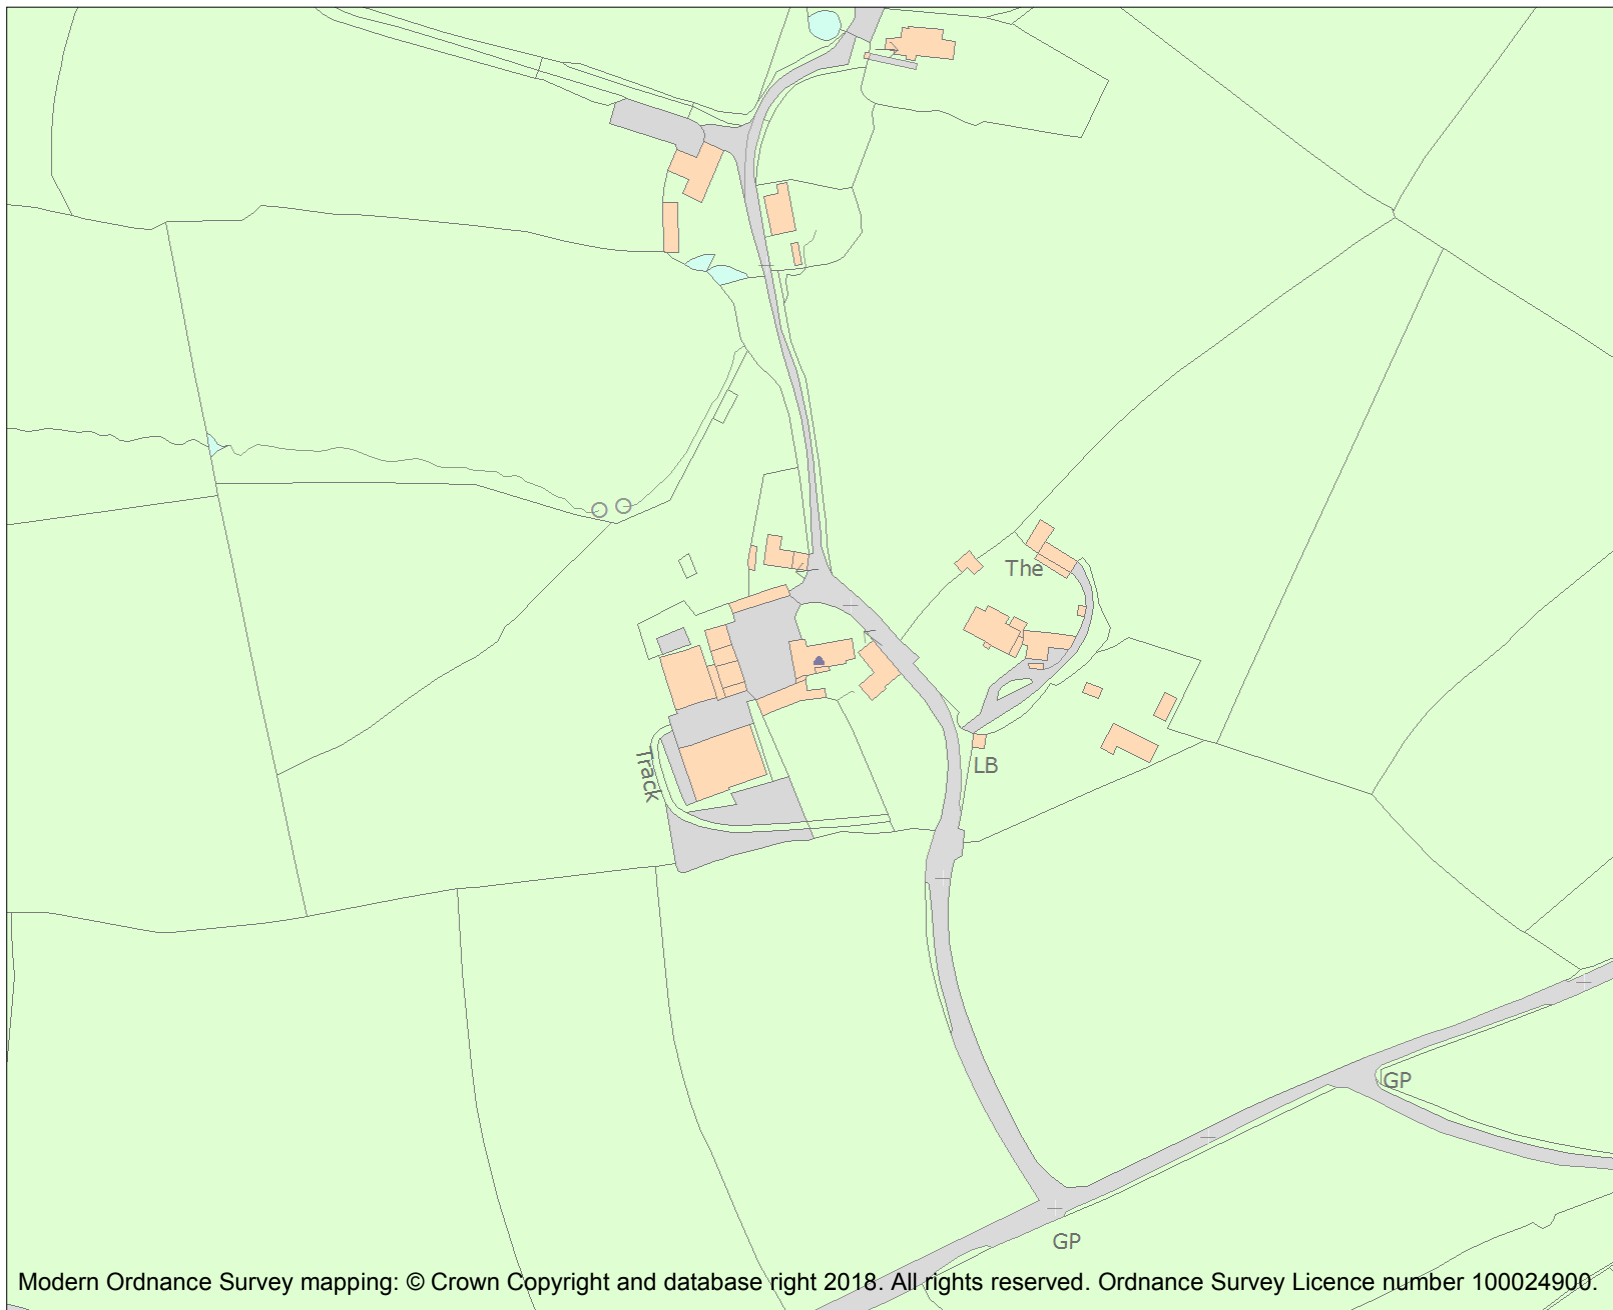 The
LB
Track
GP
GP
Modern Ordnance Survey mapping: © Crown Copyright and database right 2018. All rights reserved. Ordnance Survey Licence number 100024900.